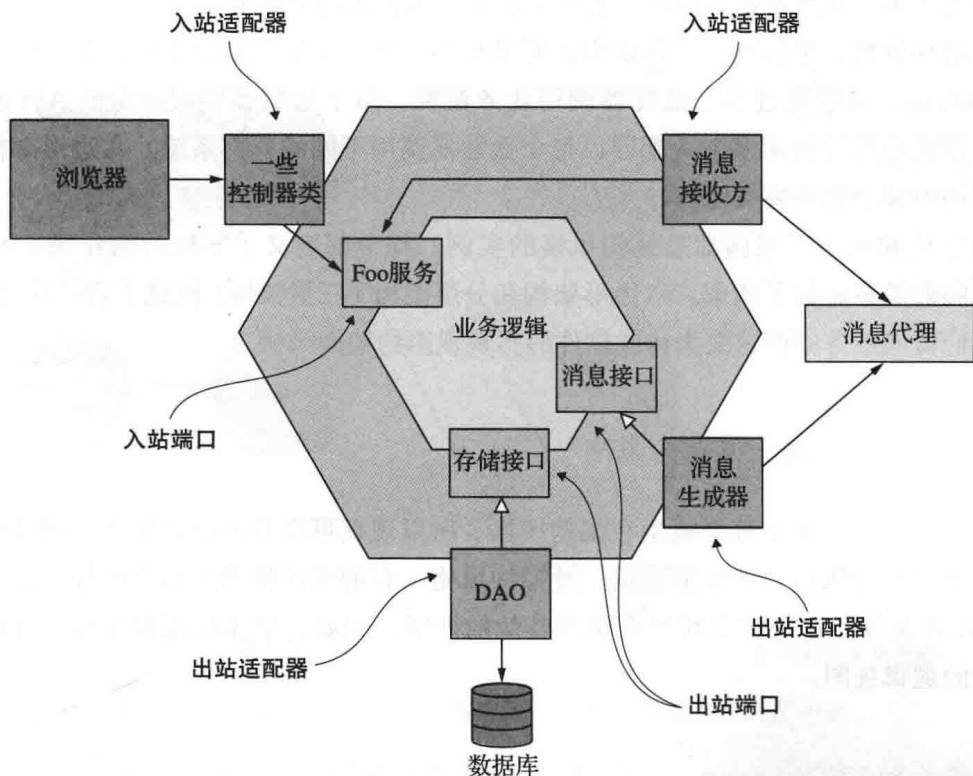 入站适配器
入站适配器
浏览器
一些
控制器类
消息
接收方
Foo服务
业务逻辑
消息代理
消息接口
入站端口
存储接口
消息
生成器
DAO
出站适配器
出站适配器
出站端口
数据库